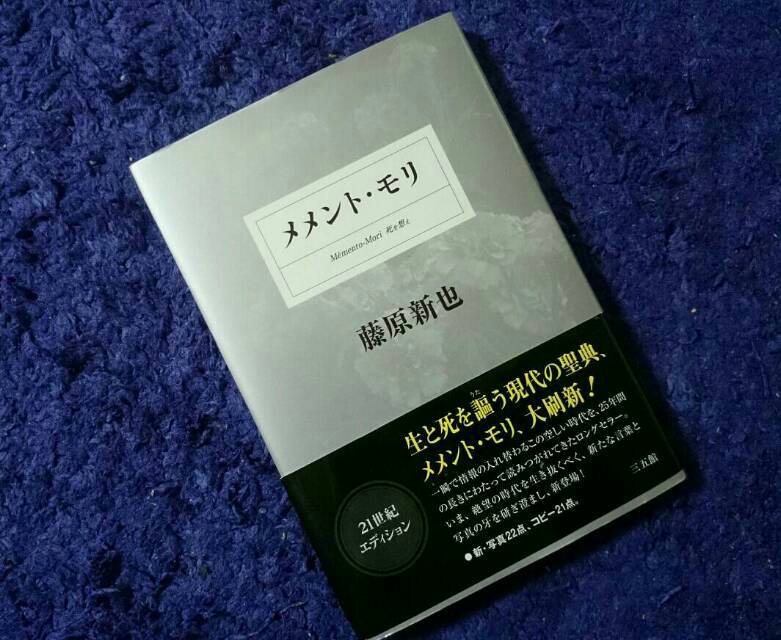 メメント・モリ
Mémento-Mori 死を想え
藤原新也
生と死を謳う現代の聖典、
うた
メメント・モリ、大刷新!
一瞬で情報の入れ替わるこの空しい時代を、25年間
の長きにわたって読みつがれてきたロングセラー。
いま、絶望の時代を生き抜くべく、新たな言葉と
写真の牙を研ぎ澄まし、新登場!
●新・写真22点、コピー21点。
21世紀
エディション
三五館